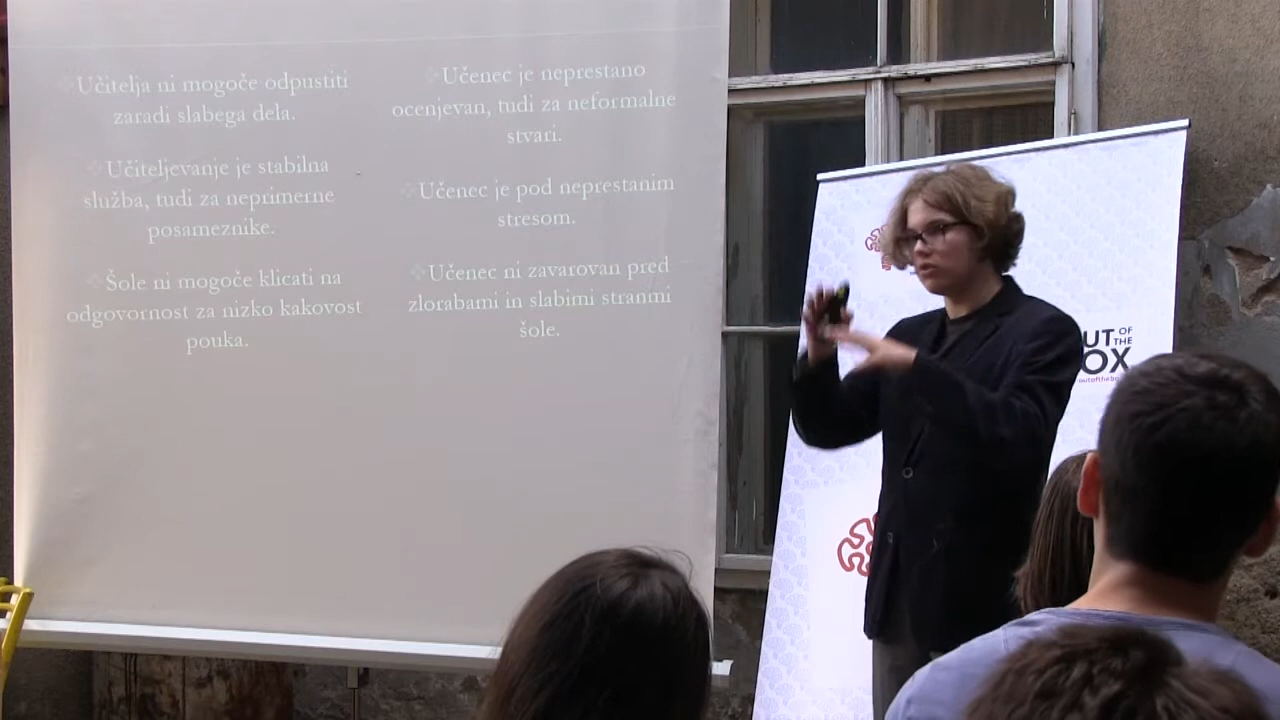 Učitelja ni mogoče odpustiti
zaradi slabega dela.
Učiteljevanje je stabilna
služba, tudi za neprimerne
posameznike.
Šole ni mogoče klicati na
odgovornost za nizko kakovost
pouka.
Učenec je neprestano
ocenjevan, tudi za neformalne
stvari.
Učenec je pod neprestanim
stresom.
Učenec ni zavarovan pred
zlorabami in slabimi stranmi
šole.
UT OF
THE
OX